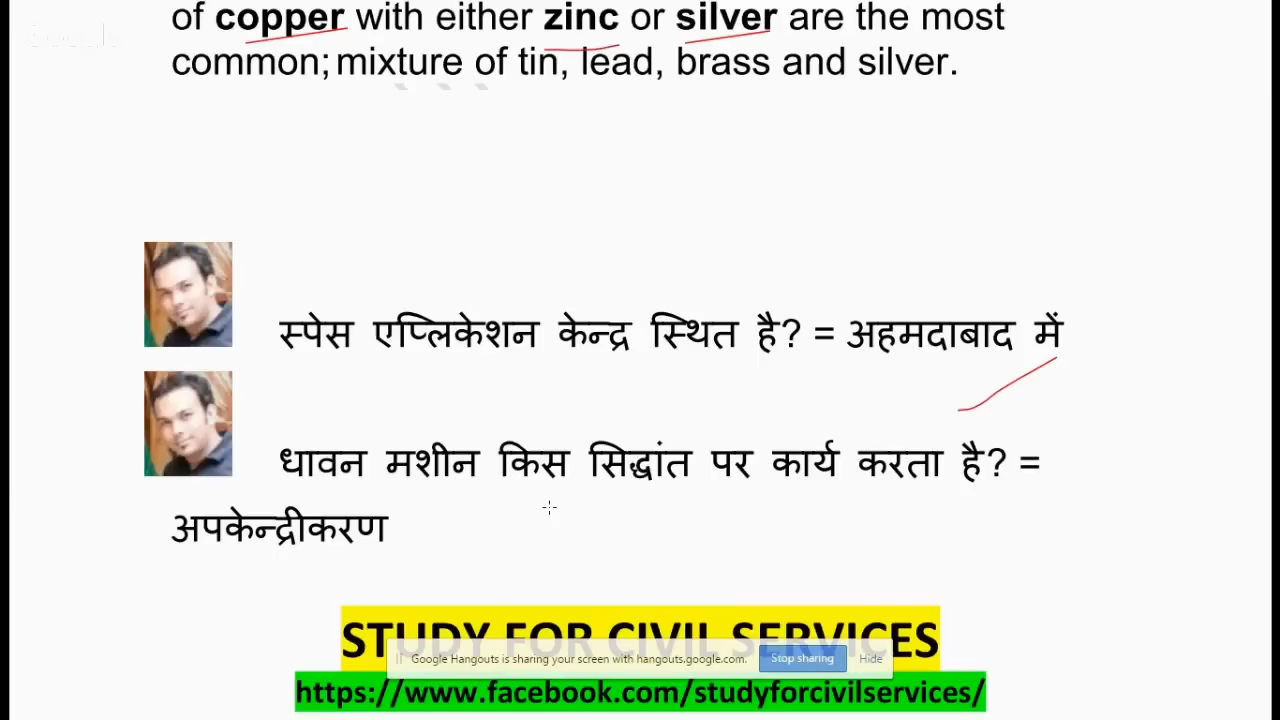 of copper with either zinc or silver are the most
common; mixture of tin, lead, brass and silver.
स्पेस एप्लिकेशन केन्द्र स्थित है? = अहमदाबाद में
धावन मशीन किस सिद्धांत पर कार्य करता है? =
अपकेन्द्रीकरण
STUDY FOR CIVIL SERVICES
Google Hangouts is sharing your screen with hangouts.google.com. Stop sharing Hide
https://www.facebook.com/studyforcivilservices/